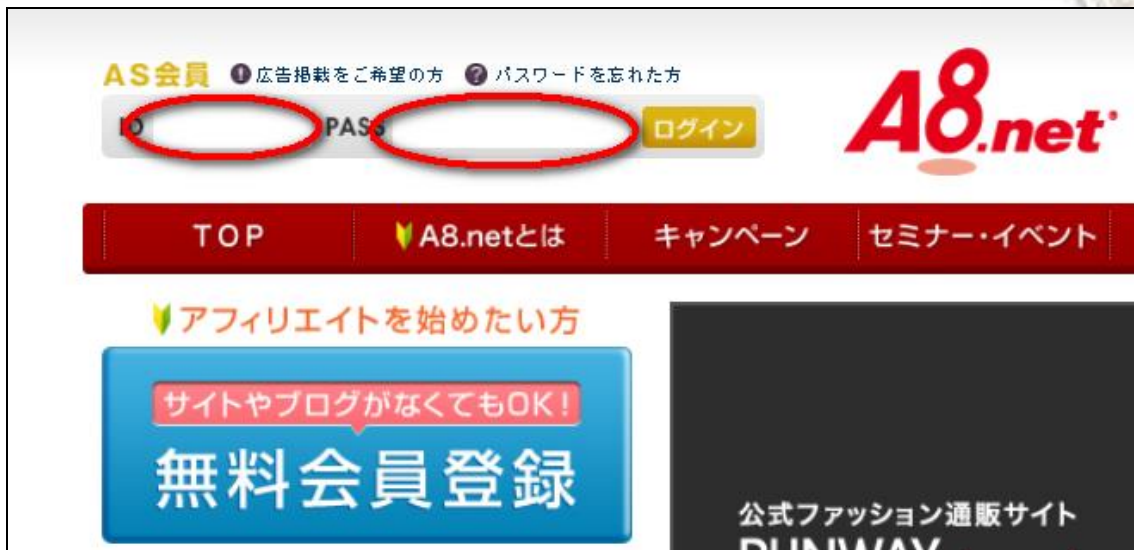 AS会員 広告掲載をご希望の方 パスワードを忘れた方
ID PASS ログイン
A8.net
TOP A8.netとは キャンペーン セミナー・イベント
アフィリエイトを始めたい方
サイトやブログがなくてもOK!
無料会員登録
公式ファッション通販サイト
RUNWAY